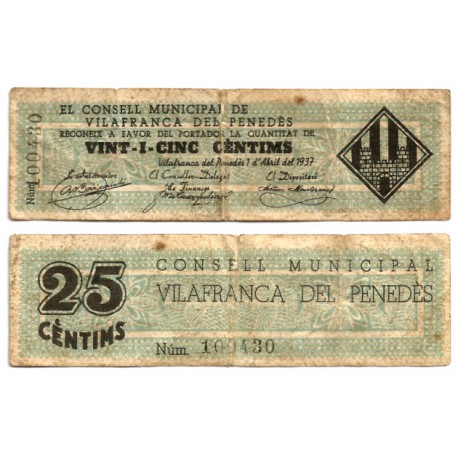 EL CONSELL MUNICIPAL DE
VILAFRANCA DEL PENEDÈS
RECONEIX A FAVOR DEL PORTADOR LA QUANTITAT DE
VINT-I-CINC CÈNTIMS
Vilafranca del Penedès 1 d'Abril del 1937
El Conseller-Delegat
El Dipositari
de Finances
Núm. 100430
25
CÈNTIMS
CONSELL MUNICIPAL
VILAFRANCA DEL PENEDÈS
Núm. 100430